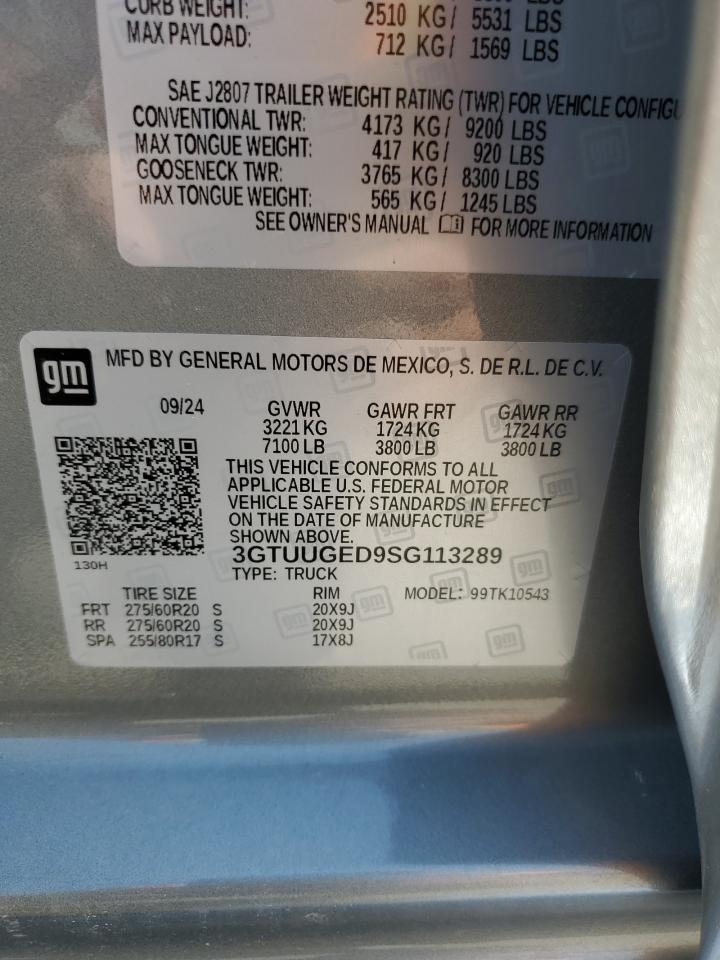 CURB WEIGHT:
2510 KG/ 5531 LBS
MAX PAYLOAD: 712 KG/ 1569 LBS
SAE J2807 TRAILER WEIGHT RATING (TWR) FOR VEHICLE CONFIGU
CONVENTIONAL TWR: 4173 KG/ 9200 LBS
MAX TONGUE WEIGHT: 417 KG/ 920 LBS
GOOSENECK TWR: 3765 KG/ 8300 LBS
MAX TONGUE WEIGHT: 565 KG/ 1245 LBS
SEE OWNER'S MANUAL FOR MORE INFORMATION
gm MFD BY GENERAL MOTORS DE MEXICO, S. DE R.L. DE C.V.
09/24 GVWR GAWR FRT GAWR RR
3221 KG 1724 KG 1724 KG
7100 LB 3800 LB 3800 LB
THIS VEHICLE CONFORMS TO ALL
APPLICABLE U.S. FEDERAL MOTOR
VEHICLE SAFETY STANDARDS IN EFFECT
ON THE DATE OF MANUFACTURE
SHOWN ABOVE.
130H
3GTUUGED9SG113289
TYPE: TRUCK
TIRE SIZE RIM MODEL: 99TK10543
FRT 275/60R20 S 20X9J
RR 275/60R20 S 20X9J
SPA 255/80R17 S 17X8J